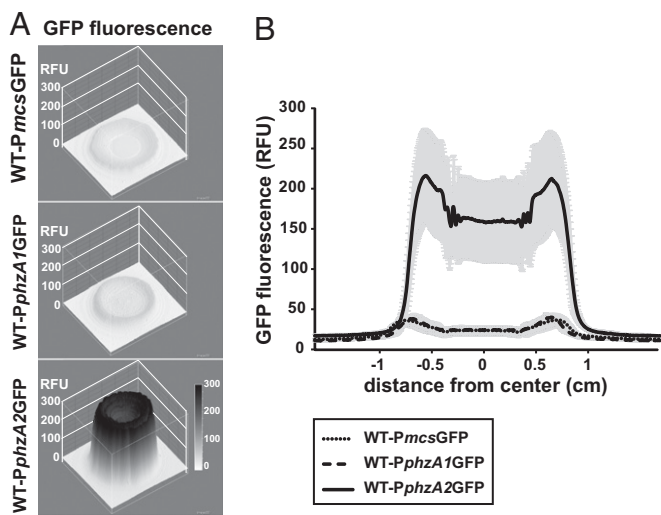 A
GFP fluorescence
WT-PmcsGFP
RFU
300
200
100
0
WT-PphzA1GFP
RFU
300
200
100
0
WT-PphzA2GFP
RFU
300
200
100
0
300
200
100
0
B
GFP fluorescence (RFU)
300
250
200
150
100
50
0
-1 -0.5 0 0.5 1
distance from center (cm)
WT-PmcsGFP
WT-PphzA1GFP
WT-PphzA2GFP